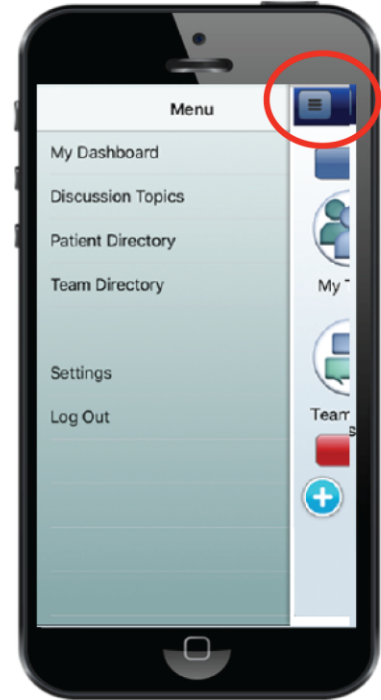 Menu
My Dashboard
Discussion Topics
Patient Directory
Team Directory
My T
Settings
Log Out
Team
s